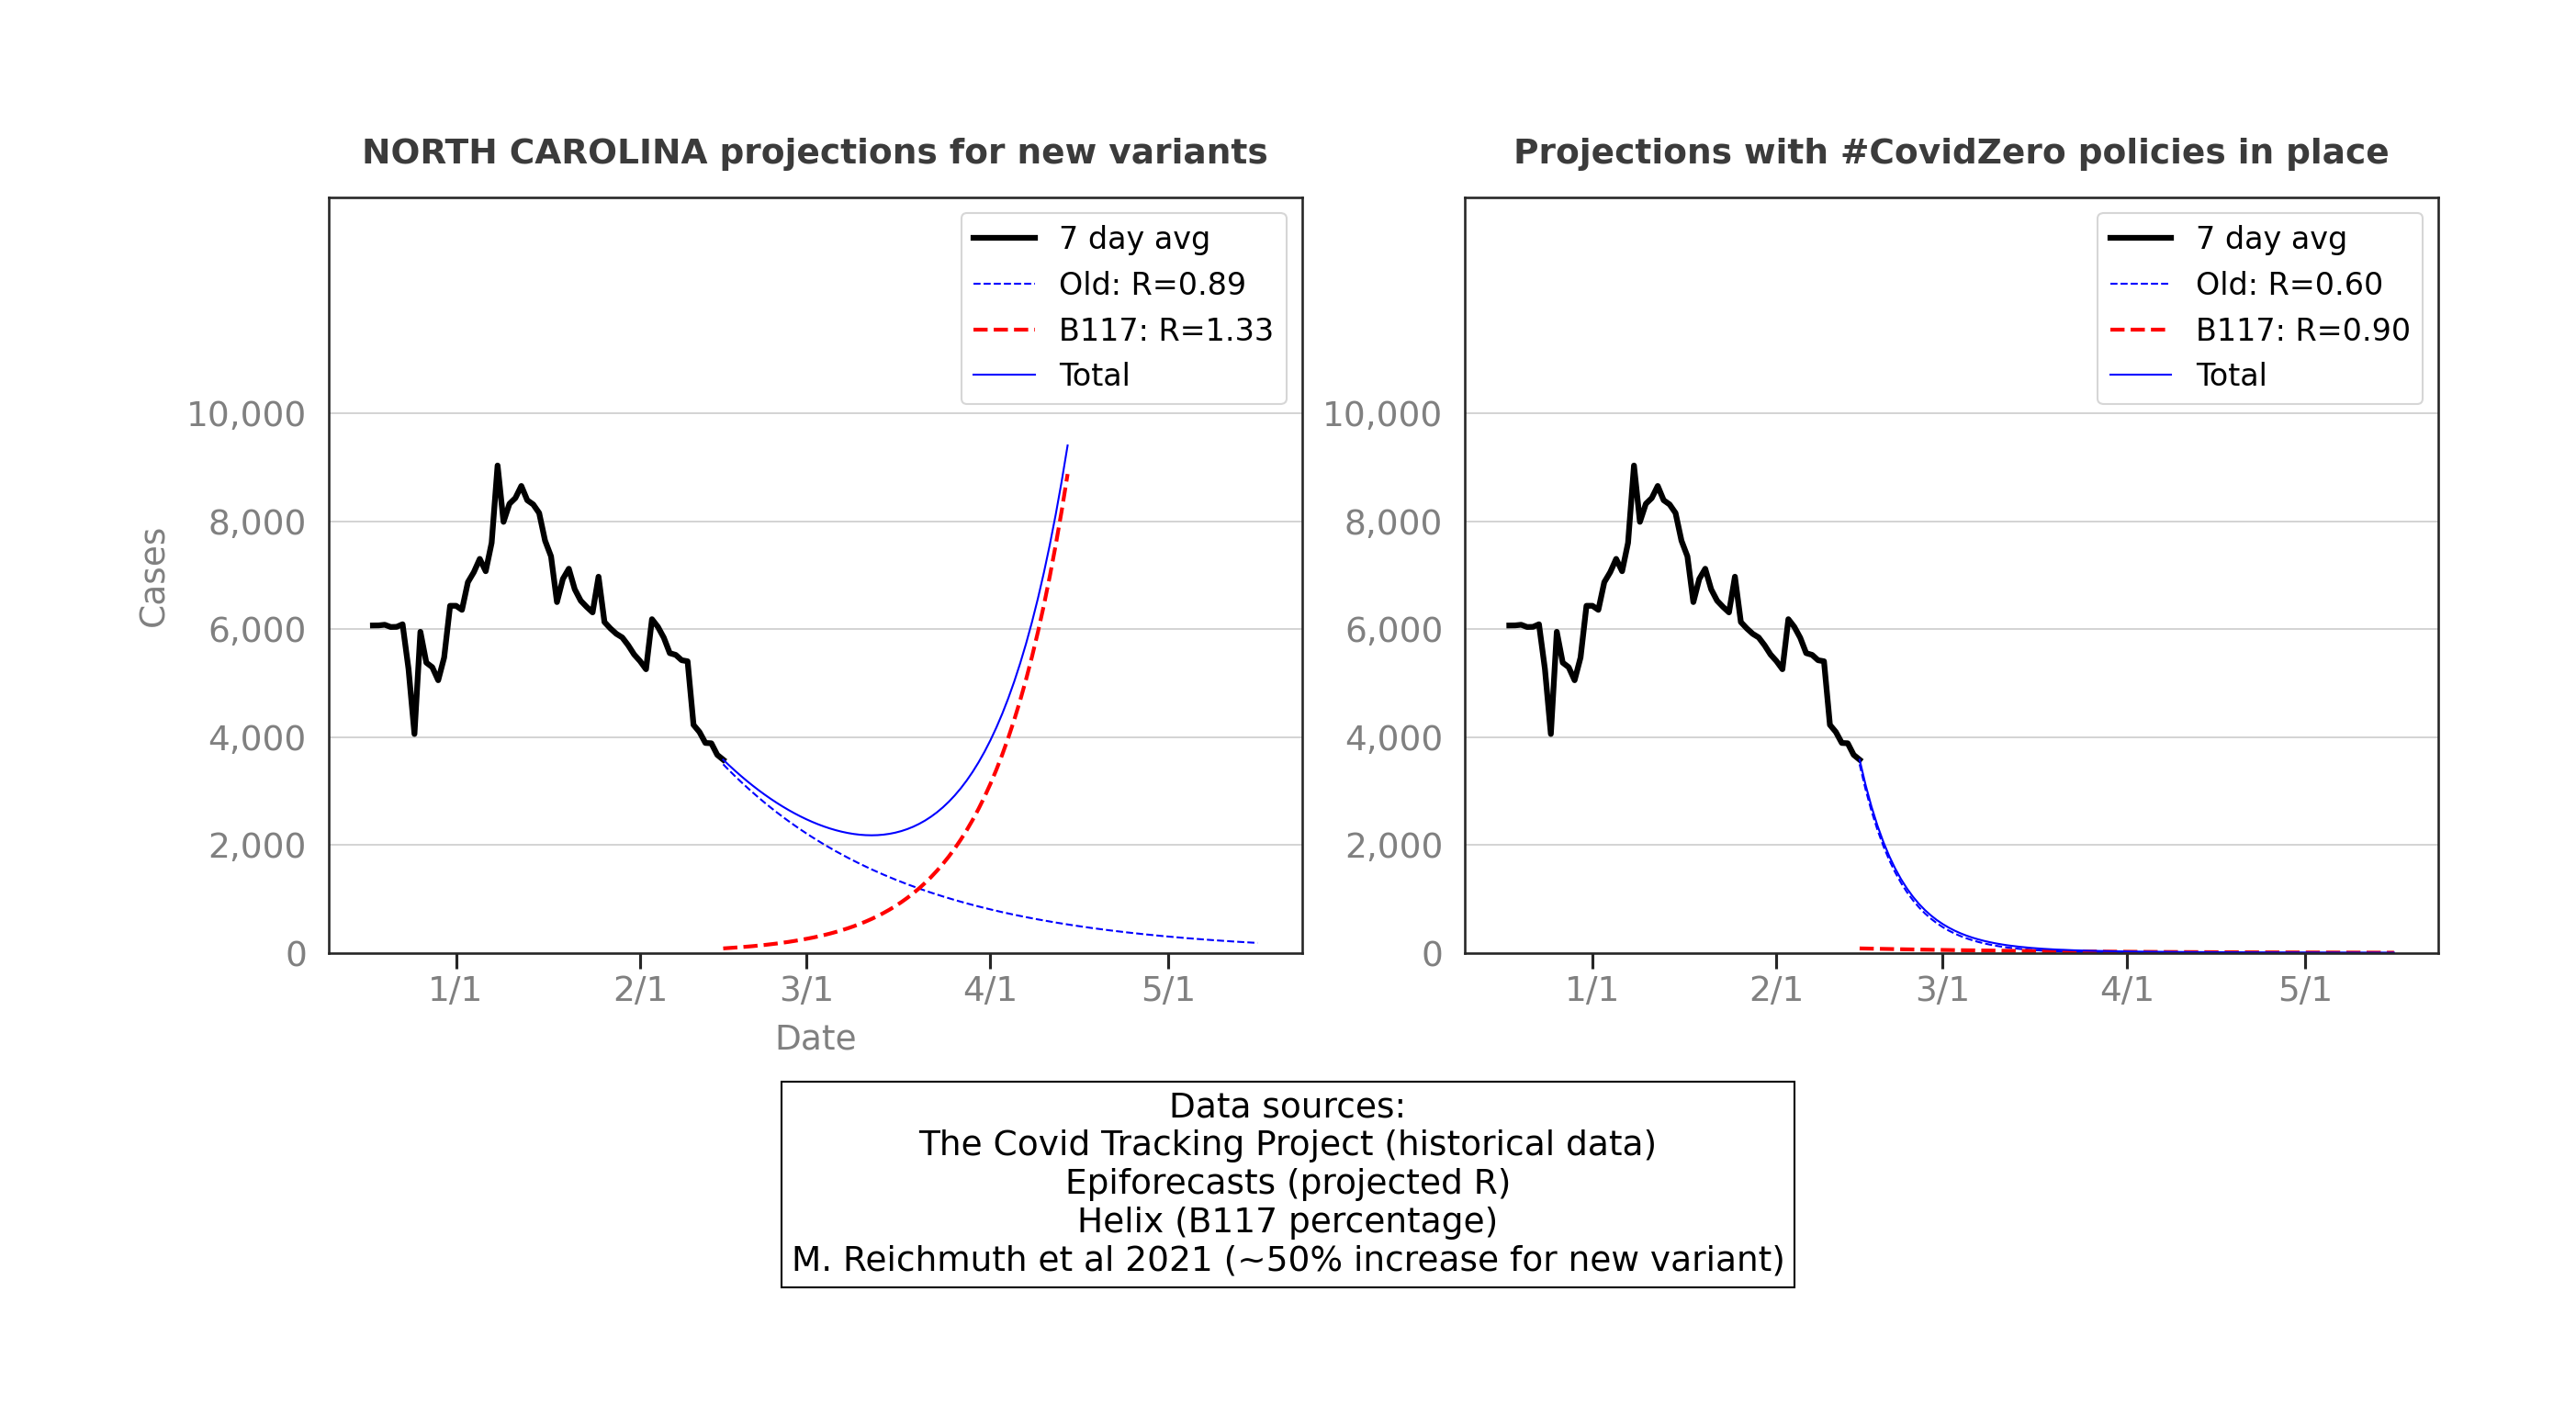 NORTH CAROLINA projections for new variants
7 day avg
Old: R=0.89
B117: R=1.33
Total
10,000
8,000
6,000
4,000
2,000
0
Cases
1/1 2/1 3/1 4/1 5/1
Date
Projections with #CovidZero policies in place
7 day avg
Old: R=0.60
B117: R=0.90
Total
10,000
8,000
6,000
4,000
2,000
0
1/1 2/1 3/1 4/1 5/1
Data sources:
The Covid Tracking Project (historical data)
Epiforecasts (projected R)
Helix (B117 percentage)
M. Reichmuth et al 2021 (~50% increase for new variant)